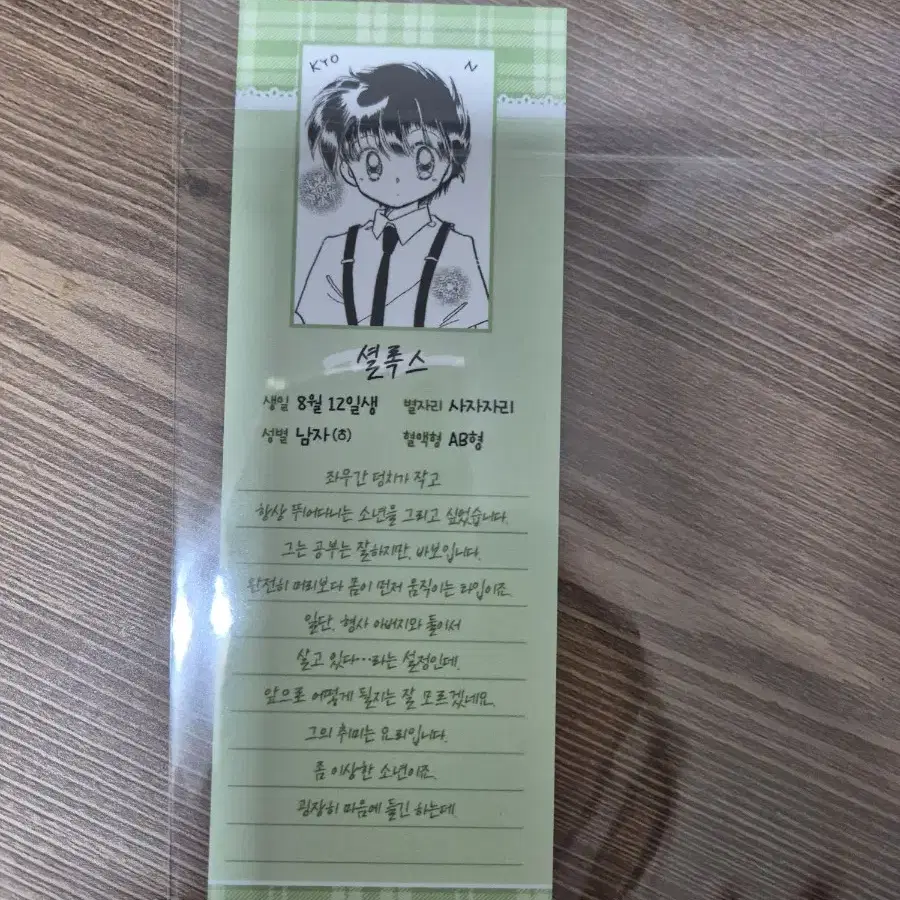 KYO N
셜록스
생일 8월 12일생 별자리 사자자리
성별 남자(ㅎ) 혈액형 AB형
좌우간 덩치가 작고
항상 뛰어다니는 소년을 그리고 싶었습니다.
그는 공부는 잘하지만, 바보입니다.
완전히 머리보다 몸이 먼저 움직이는 타입이죠.
일단, 형사 아버지와 둘이서
살고 있다…라는 설정인데,
앞으로 어떻게 될지는 잘 모르겠네요.
그의 취미는 요리입니다.
좀 이상한 소년이죠.
굉장히 마음에 들긴 하는데.